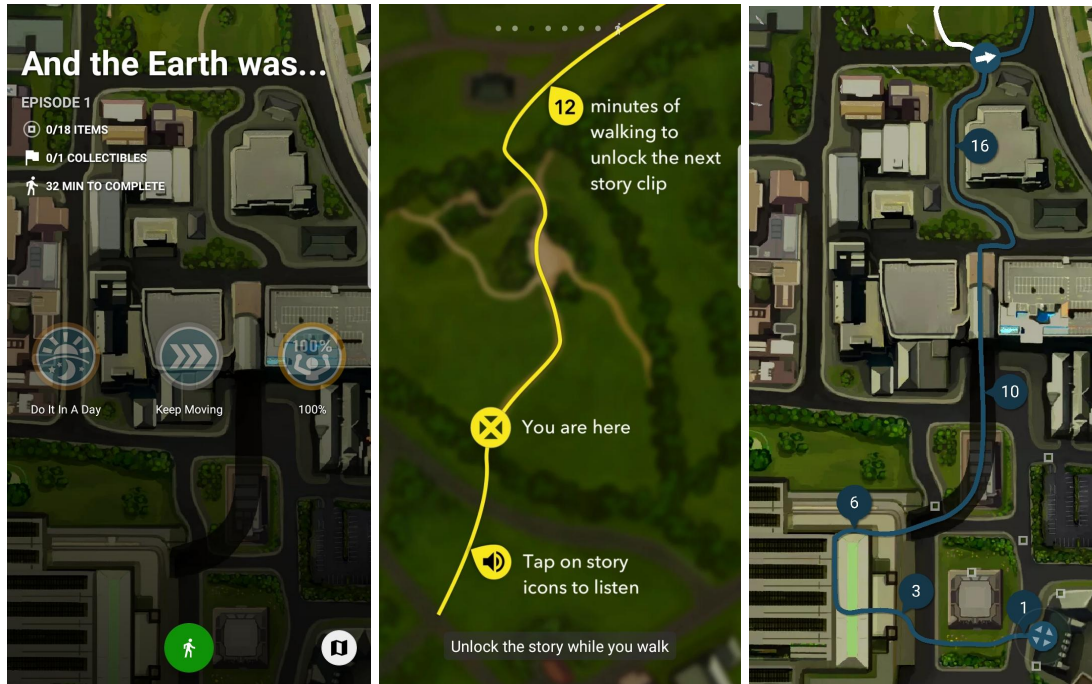 And the Earth was...
EPISODE 1
0/18 ITEMS
0/1 COLLECTIBLES
32 MIN TO COMPLETE
100%
Do It In A Day
Keep Moving
100%
12
minutes of
walking to
unlock the next
story clip
You are here
Tap on story
icons to listen
Unlock the story while you walk
16
10
6
3
1